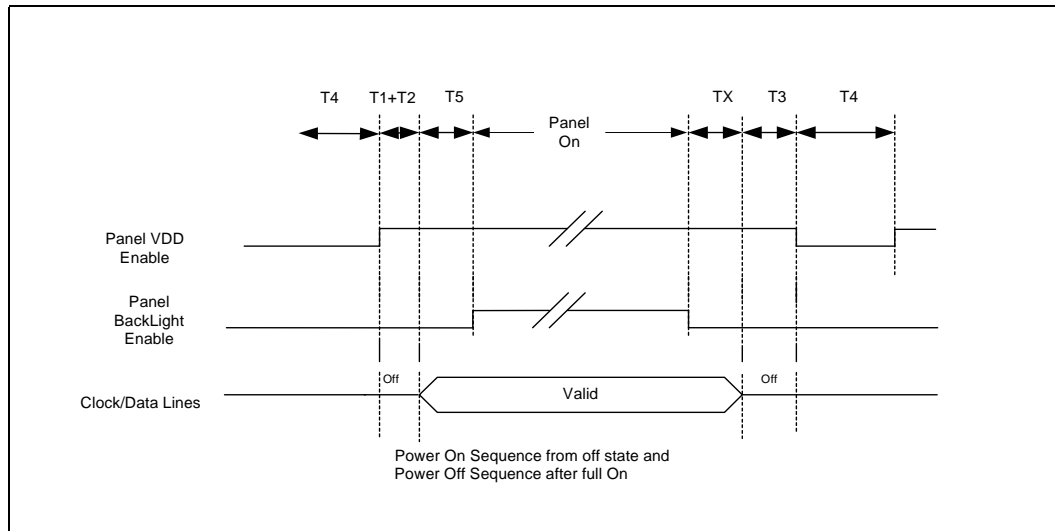 T4 T1+T2 T5 TX T3 T4
Panel
On
Panel VDD
Enable
Panel
BackLight
Enable
Off Valid Off
Clock/Data Lines
Power On Sequence from off state and
Power Off Sequence after full On